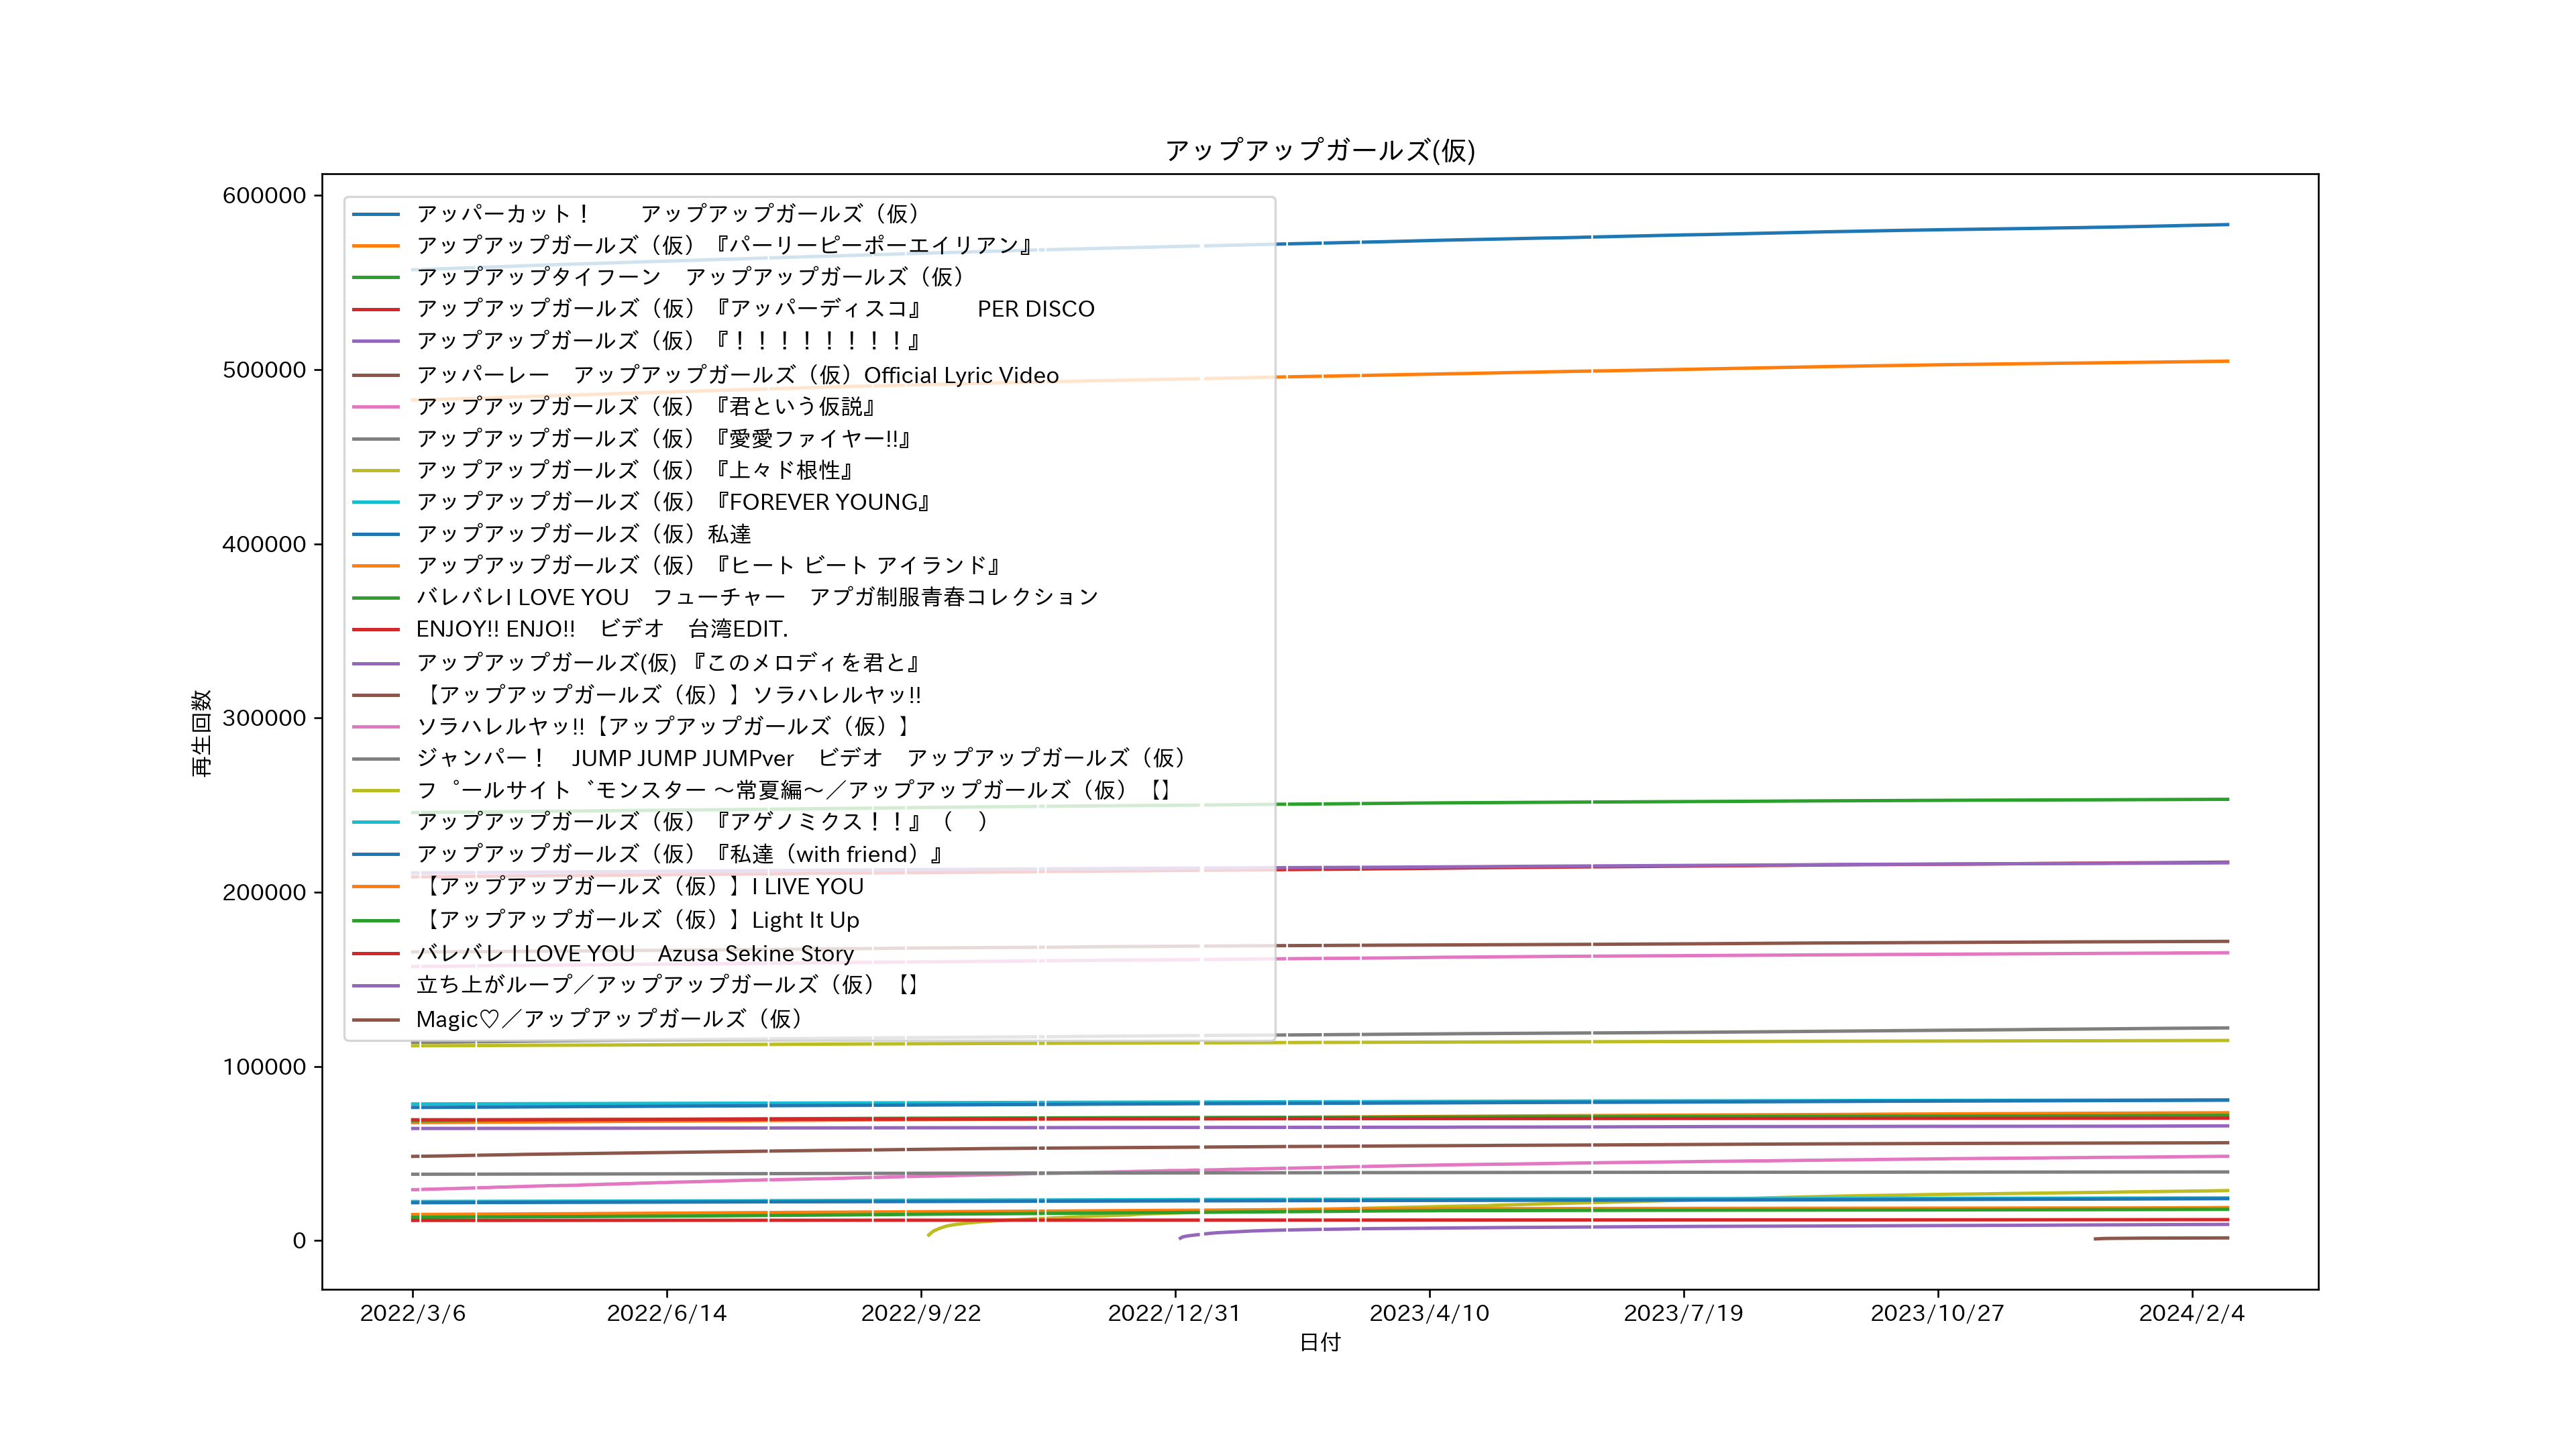 アップアップガールズ(仮)
600000
500000
400000
300000
200000
100000
0
再生回数
アッパーカット！　　アップアップガールズ（仮）
アップアップガールズ（仮）『パーリーピーポーエイリアン』
アップアップタイフーン　アップアップガールズ（仮）
アップアップガールズ（仮）『アッパーディスコ』　　PER DISCO
アップアップガールズ（仮）『！！！！！！！！』
アッパーレー　アップアップガールズ（仮）Official Lyric Video
アップアップガールズ（仮）『君という仮説』
アップアップガールズ（仮）『愛愛ファイヤー!!』
アップアップガールズ（仮）『上々ド根性』
アップアップガールズ（仮）『FOREVER YOUNG』
アップアップガールズ（仮）私達
アップアップガールズ（仮）『ヒート ビート アイランド』
バレバレI LOVE YOU　フューチャー　アプガ制服青春コレクション
ENJOY!! ENJO!!　ビデオ　台湾EDIT.
アップアップガールズ(仮) 『このメロディを君と』
【アップアップガールズ（仮）】ソラハレルヤッ!!
ソラハレルヤッ!!【アップアップガールズ（仮）】
ジャンパー！　JUMP JUMP JUMPver　ビデオ　アップアップガールズ（仮）
フ゜ールサイト゛モンスター 〜常夏編〜／アップアップガールズ（仮）【】
アップアップガールズ（仮）『アゲノミクス！！』（　）
アップアップガールズ（仮）『私達（with friend）』
【アップアップガールズ（仮）】I LIVE YOU
【アップアップガールズ（仮）】Light It Up
バレバレ I LOVE YOU　Azusa Sekine Story
立ち上がループ／アップアップガールズ（仮）【】
Magic♡／アップアップガールズ（仮）
2022/3/6
2022/6/14
2022/9/22
2022/12/31
2023/4/10
2023/7/19
2023/10/27
2024/2/4
日付